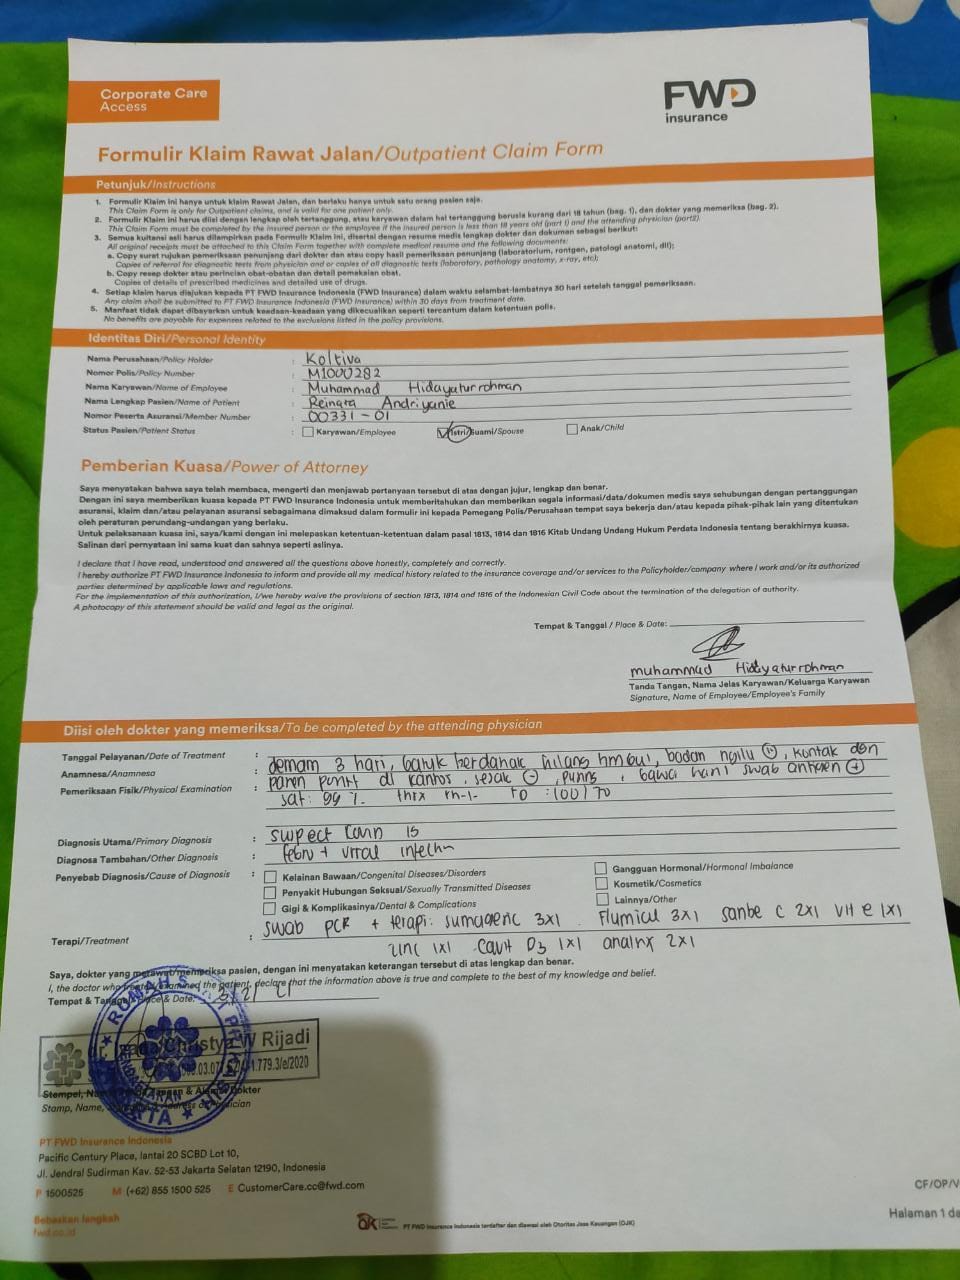 Corporate Care
Access
FWD
insurance
Formulir Klaim Rawat Jalan/Outpatient Claim Form
Petunjuk/Instructions
1. Formulir Klaim ini hanya untuk klaim Rawat Jalan, dan berlaku hanya untuk satu orang pasien saja.
This Claim Form is only for Outpatient claims, and is valid for one patient only.
2. Formulir Klaim ini harus diisi dengan lengkap oleh tertanggung, atau karyawan dalam hal tertanggung berusia kurang dari 18 tahun (bag. 1), dan dokter yang memeriksa (bag. 2).
This Claim Form must be completed by the insured person or the employee if the insured person is less than 18 years old (part 1) and the attending physician (part2).
3. Semua kuitansi asli harus dilampirkan pada Formulir Klaim ini, disertai dengan resume medis lengkap dokter dan dokumen sebagai berikut:
All original receipts must be attached to this Claim Form together with complete medical resume and the following documents:
a. Copy surat rujukan pemeriksaan penunjang dari dokter dan atau copy hasil pemeriksaan penunjang (laboratorium, rontgen, patologi anatomi, dll);
Copies of referral for diagnostic tests from physician and or copies of all diagnostic tests (laboratory, pathology anatomy, x-ray, etc);
b. Copy resep dokter atau perincian obat-obatan dan detail pemakaian obat.
Copies of details of prescribed medicines and detailed use of drugs.
4. Setiap klaim harus diajukan kepada PT FWD Insurance Indonesia (FWD Insurance) dalam waktu selambat-lambatnya 30 hari setelah tanggal pemeriksaan.
Any claim shall be submitted to PT FWD Insurance Indonesia (FWD Insurance) within 30 days from treatment date.
5. Manfaat tidak dapat dibayarkan untuk keadaan-keadaan yang dikecualikan seperti tercantum dalam ketentuan polis.
No benefits are payable for expenses related to the exclusions listed in the policy provisions.
Identitas Diri/Personal Identity
Nama Perusahaan/Policy Holder : Koltiva
Nomor Polis/Policy Number : M1000282
Nama Karyawan/Name of Employee : Muhammad Hidayaturrohman
Nama Lengkap Pasien/Name of Patient : Reinata Andriyanie
Nomor Peserta Asuransi/Member Number : 00331-01
Status Pasien/Patient Status : Karyawan/Employee Istri/Suami/Spouse Anak/Child
Pemberian Kuasa/Power of Attorney
Saya menyatakan bahwa saya telah membaca, mengerti dan menjawab pertanyaan tersebut di atas dengan jujur, lengkap dan benar.
Dengan ini saya memberikan kuasa kepada PT FWD Insurance Indonesia untuk memberitahukan dan memberikan segala informasi/data/dokumen medis saya sehubungan dengan pertanggungan
asuransi, klaim dan/atau pelayanan asuransi sebagaimana dimaksud dalam formulir ini kepada Pemegang Polis/Perusahaan tempat saya bekerja dan/atau kepada pihak-pihak lain yang ditentukan
oleh peraturan perundang-undangan yang berlaku.
Untuk pelaksanaan kuasa ini, saya/kami dengan ini melepaskan ketentuan-ketentuan dalam pasal 1813, 1814 dan 1816 Kitab Undang Undang Hukum Perdata Indonesia tentang berakhirnya kuasa.
Salinan dari pernyataan ini sama kuat dan sahnya seperti aslinya.
I declare that I have read, understood and answered all the questions above honestly, completely and correctly.
I hereby authorize PT FWD Insurance Indonesia to inform and provide all my medical history related to the insurance coverage and/or services to the Policyholder/company where I work and/or its authorized
parties determined by applicable laws and regulations.
For the implementation of this authorization, I/we hereby waive the provisions of section 1813, 1814 and 1816 of the Indonesian Civil Code about the termination of the delegation of authority.
A photocopy of this statement should be valid and legal as the original.
Tempat & Tanggal / Place & Date:
muhammad Hidayaturrohman
Tanda Tangan, Nama Jelas Karyawan/Keluarga Karyawan
Signature, Name of Employee/Employee's Family
Diisi oleh dokter yang memeriksa/To be completed by the attending physician
Tanggal Pelayanan/Date of Treatment : demam 3 hari, batuk berdahak hilang timbul, badan ngilu (+), kontak dgn
Anamnesa/Anamnesa : di kantor, sesak (-), bawa hasil swab antigen (+)
Pemeriksaan Fisik/Physical Examination : sat: 99 %. TD : 100/70
Diagnosis Utama/Primary Diagnosis : suspect
Diagnosa Tambahan/Other Diagnosis : viral infection
Penyebab Diagnosis/Cause of Diagnosis : Kelainan Bawaan/Congenital Diseases/Disorders Gangguan Hormonal/Hormonal Imbalance
Penyakit Hubungan Seksual/Sexually Transmitted Diseases Kosmetik/Cosmetics
Gigi & Komplikasinya/Dental & Complications Lainnya/Other
Terapi/Treatment : swab PCR + terapi: sumagesic 3x1 Flumicil 3x1 sanbe C 2x1 Vit E 1x1
zinc 1x1 Cavit D3 1x1 2x1
Saya, dokter yang merawat/memeriksa pasien, dengan ini menyatakan keterangan tersebut di atas lengkap dan benar.
I, the doctor who treated/examined the patient, declare that the information above is true and complete to the best of my knowledge and belief.
Tempat & Tanggal/Place & Date:
W Rijadi
779.3/e/2020
Stempel, Dokter
Stamp, Name,
PT FWD Insurance Indonesia
Pacific Century Place, lantai 20 SCBD Lot 10,
Jl. Jendral Sudirman Kav. 52-53 Jakarta Selatan 12190, Indonesia
P 1500525 M (+62) 855 1500 525 E CustomerCare.cc@fwd.com
Bebaskan langkah
fwd.co.id
PT FWD Insurance Indonesia terdaftar dan diawasi oleh Otoritas Jasa Keuangan (OJK)
CF/OP/V
Halaman 1 da